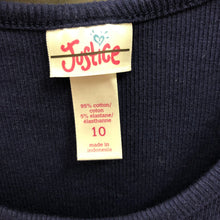 Justice
95% cotton/
coton
5% elastane/
élasthanne
10
made in
indonesia